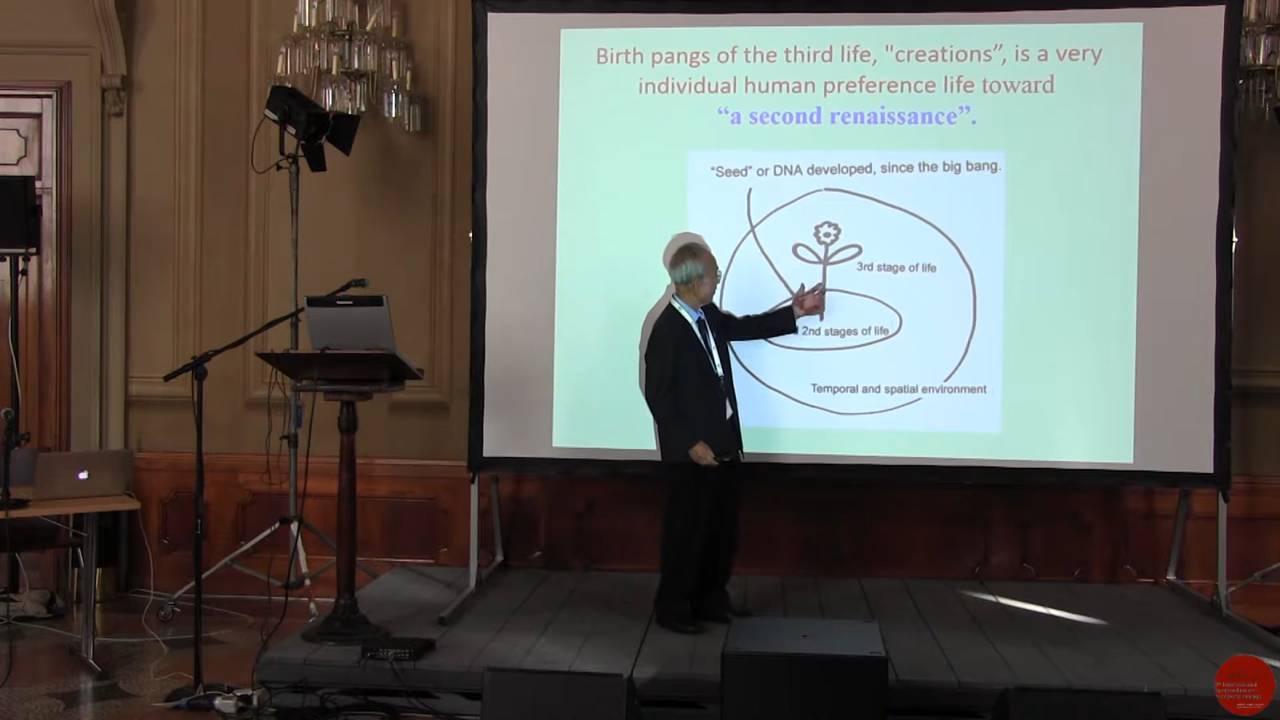 Birth pangs of the third life, "creations”, is a very
individual human preference life toward
“a second renaissance”.
"Seed" or DNA developed, since the big bang.
3rd stage of life
2nd stages of life
Temporal and spatial environment